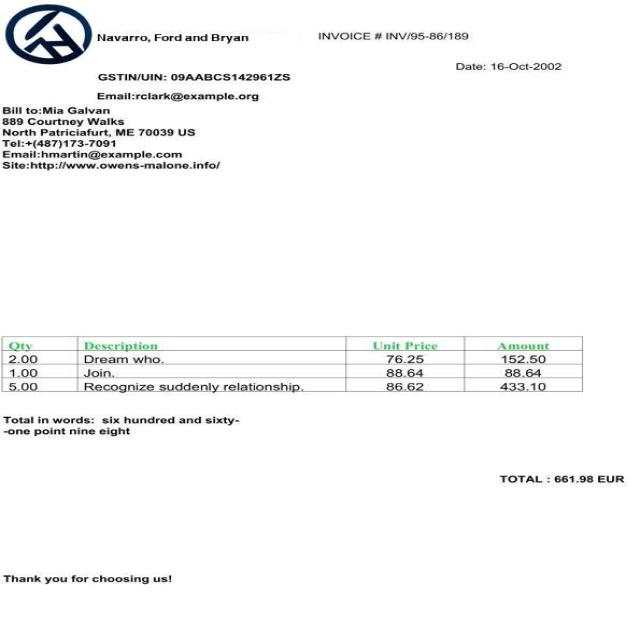 Navarro, Ford and Bryan
INVOICE # INV/95-86/189
Date: 16-Oct-2002
GSTIN/UIN: 09AABCS142961ZS
Email:rclark@example.org
Bill to:Mia Galvan
889 Courtney Walks
North Patriciafurt, ME 70039 US
Tel:+(487)173-7091
Email:hmartin@example.com
Site:http://www.owens-malone.info/
Qty Description Unit Price Amount
2.00 Dream who. 76.25 152.50
1.00 Join. 88.64 88.64
5.00 Recognize suddenly relationship. 86.62 433.10
Total in words: six hundred and sixty-
-one point nine eight
TOTAL : 661.98 EUR
Thank you for choosing us!